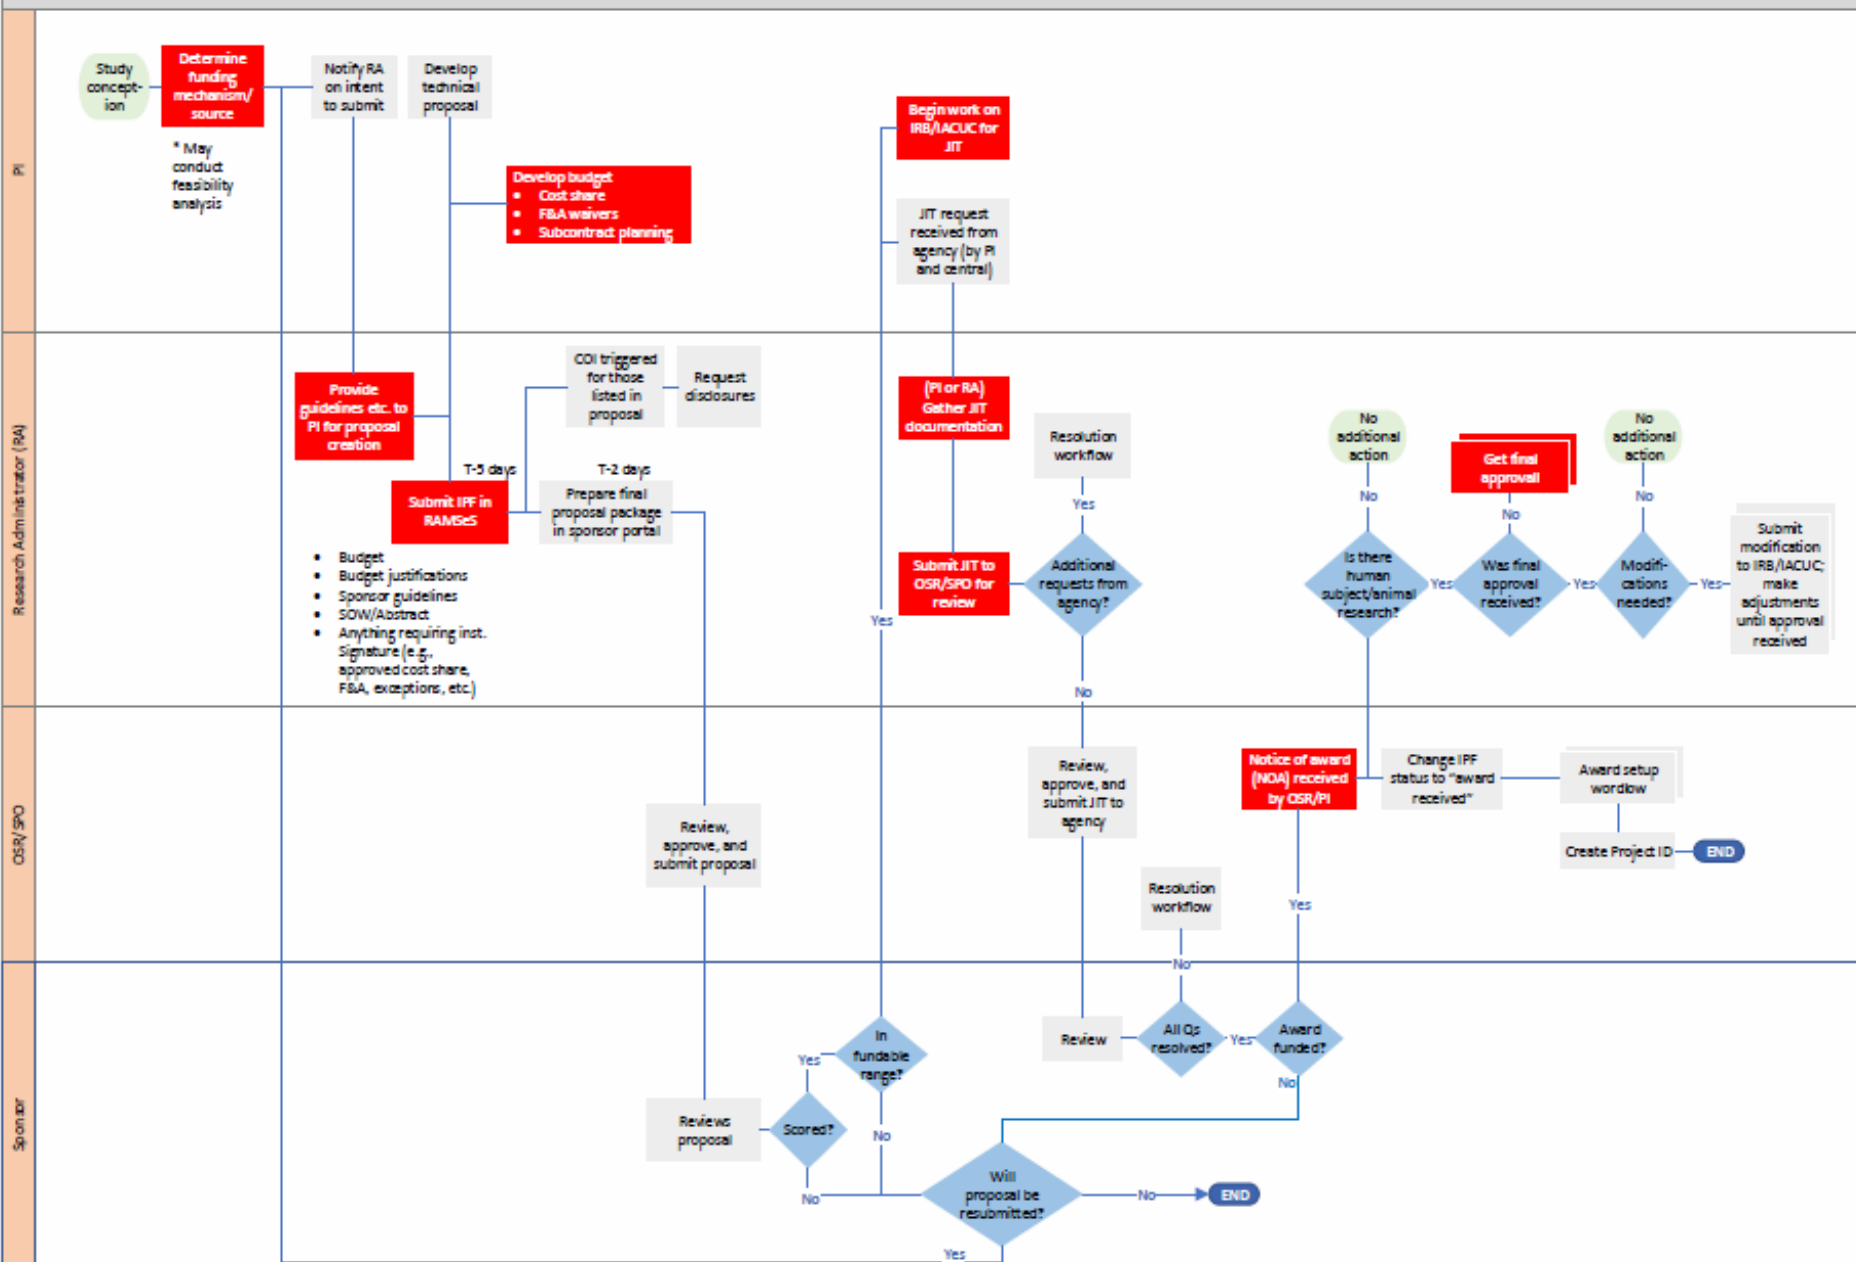 PI
Study
concept-
ion
Determine
funding
mechanism/
source
* May
conduct
feasibility
analysis
Notify RA
on intent
to submit
Develop
technical
proposal
Develop budget
• Cost share
• F&A waivers
• Subcontract planning
Begin work on
IRB/IACUC for
JIT
JIT request
received from
agency (by PI
and central)
Research Administrator (RA)
Provide
guidelines etc. to
PI for proposal
creation
COI triggered
for those
listed in
proposal
Request
disclosures
T-5 days
T-2 days
Submit IPF in
RAMSeS
Prepare final
proposal package
in sponsor portal
• Budget
• Budget justifications
• Sponsor guidelines
• SOW/Abstract
• Anything requiring inst.
Signature (e.g.,
approved cost share,
F&A, exceptions, etc.)
Yes
(PI or RA)
Gather JIT
documentation
Submit JIT to
OSR/SPO for
review
Resolution
workflow
Yes
Additional
requests from
agency?
No
No
additional
action
No
Is there
human
subject/animal
research?
Yes
Get final
approvall
No
Was final
approval
received?
Yes
No
additional
action
No
Modifi-
cations
needed?
Yes
Submit
modification
to IRB/IACUC;
make
adjustments
until approval
received
OSR/SPO
Review,
approve, and
submit proposal
Review,
approve, and
submit JIT to
agency
Resolution
workflow
No
Notice of award
(NOA) received
by OSR/PI
Yes
Change IPF
status to "award
received"
Award setup
wordlow
Create Project ID
END
Sponsor
Reviews
proposal
Scored?
Yes
No
In
fundable
range?
No
Review
All Qs
resolved?
Yes
Award
funded?
No
Will
proposal be
resubmitted?
No
END
Yes